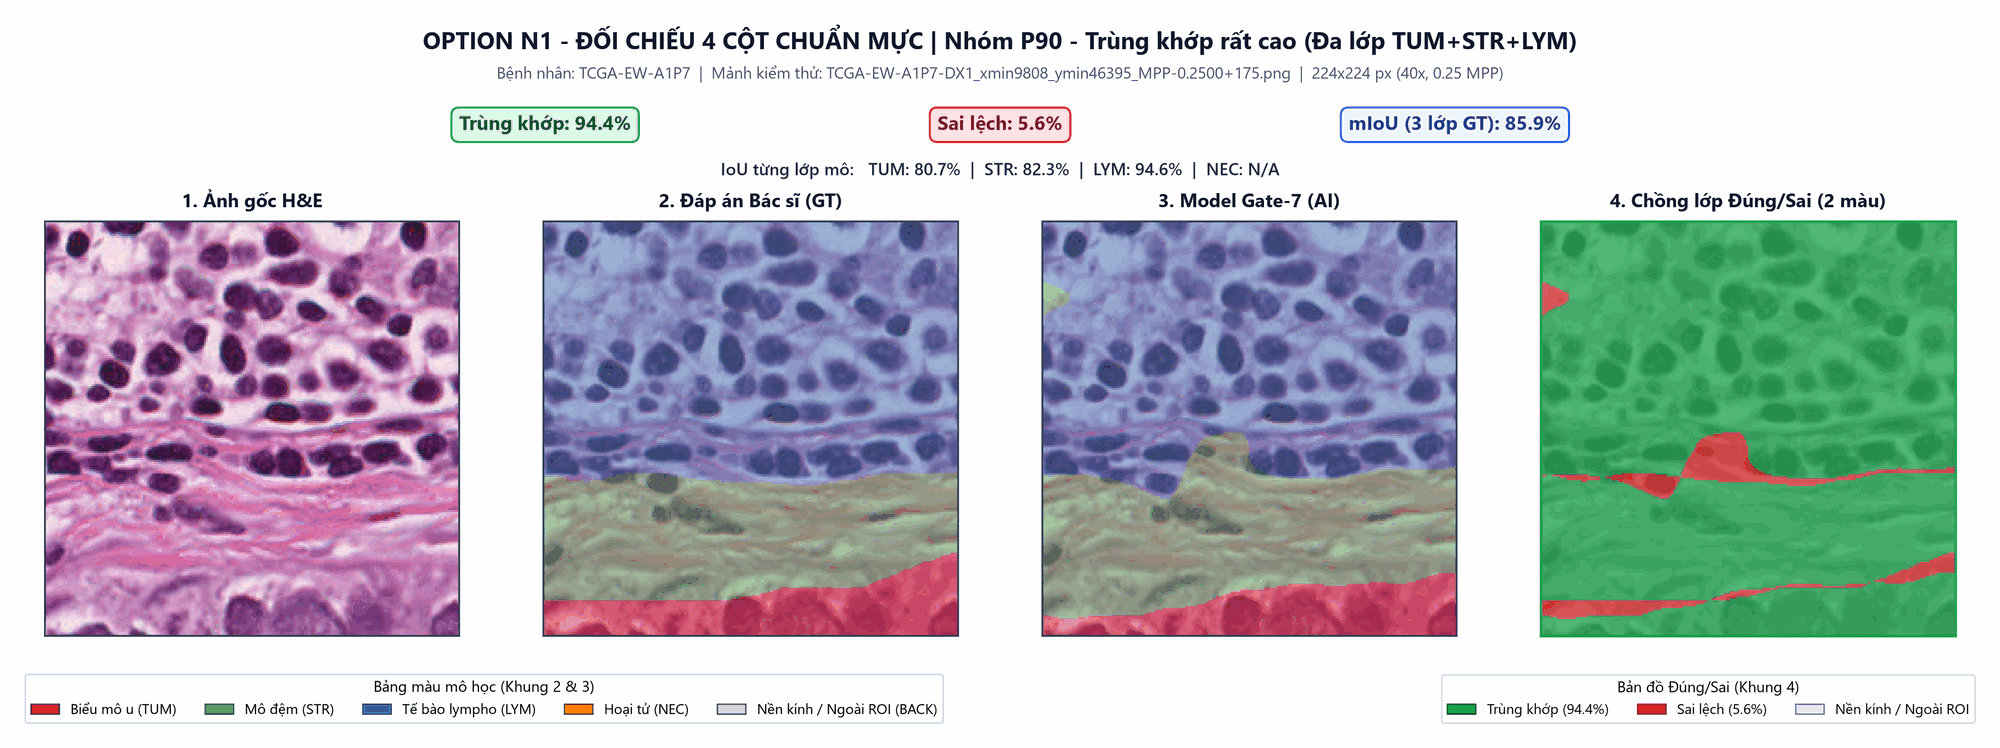 OPTION N1 - ĐỐI CHIẾU 4 CỘT CHUẨN MỰC | Nhóm P90 - Trùng khớp rất cao (Đa lớp TUM+STR+LYM)
Bệnh nhân: TCGA-EW-A1P7 | Mảnh kiểm thử: TCGA-EW-A1P7-DX1_xmin9808_ymin46395_MPP-0.2500+175.png | 224x224 px (40x, 0.25 MPP)
Trùng khớp: 94.4%
Sai lệch: 5.6%
mIoU (3 lớp GT): 85.9%
IoU từng lớp mô: TUM: 80.7% | STR: 82.3% | LYM: 94.6% | NEC: N/A
1. Ảnh gốc H&E
2. Đáp án Bác sĩ (GT)
3. Model Gate-7 (AI)
4. Chồng lớp Đúng/Sai (2 màu)
Bảng màu mô học (Khung 2 & 3)
Biểu mô u (TUM)
Mô đệm (STR)
Tế bào lympho (LYM)
Hoại tử (NEC)
Nền kính / Ngoài ROI (BACK)
Bản đồ Đúng/Sai (Khung 4)
Trùng khớp (94.4%)
Sai lệch (5.6%)
Nền kính / Ngoài ROI